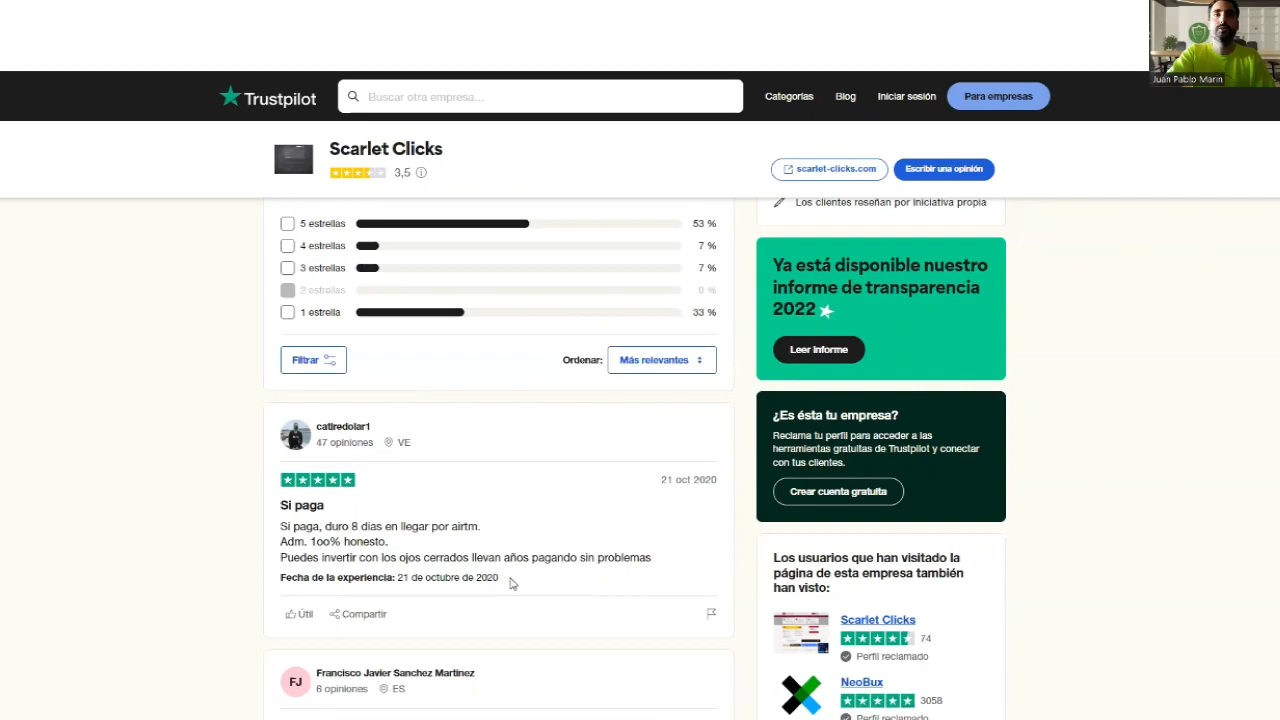 Juan Pablo Marin
Trustpilot
Buscar otra empresa...
Categorías
Blog
Iniciar sesión
Para empresas
Scarlet Clicks
3,5
scarlet-clicks.com
Escribir una opinión
5 estrellas 53 %
4 estrellas 7 %
3 estrellas 7 %
2 estrellas 0 %
1 estrella 33 %
Filtrar
Ordenar:
Más relevantes
catiredolar1
47 opiniones VE
21 oct 2020
Si paga
Si paga, duro 8 dias en llegar por airtm.
Adm. 1oo% honesto.
Puedes invertir con los ojos cerrados llevan años pagando sin problemas
Fecha de la experiencia: 21 de octubre de 2020
Útil
Compartir
FJ
Francisco Javier Sanchez Martinez
6 opiniones ES
Los clientes reseñan por iniciativa propia
Ya está disponible nuestro
informe de transparencia
2022
Leer informe
¿Es ésta tu empresa?
Reclama tu perfil para acceder a las
herramientas gratuitas de Trustpilot y conectar
con tus clientes.
Crear cuenta gratuita
Los usuarios que han visitado la
página de esta empresa también
han visto:
Scarlet Clicks
74
Perfil reclamado
NeoBux
3058
Perfil reclamado